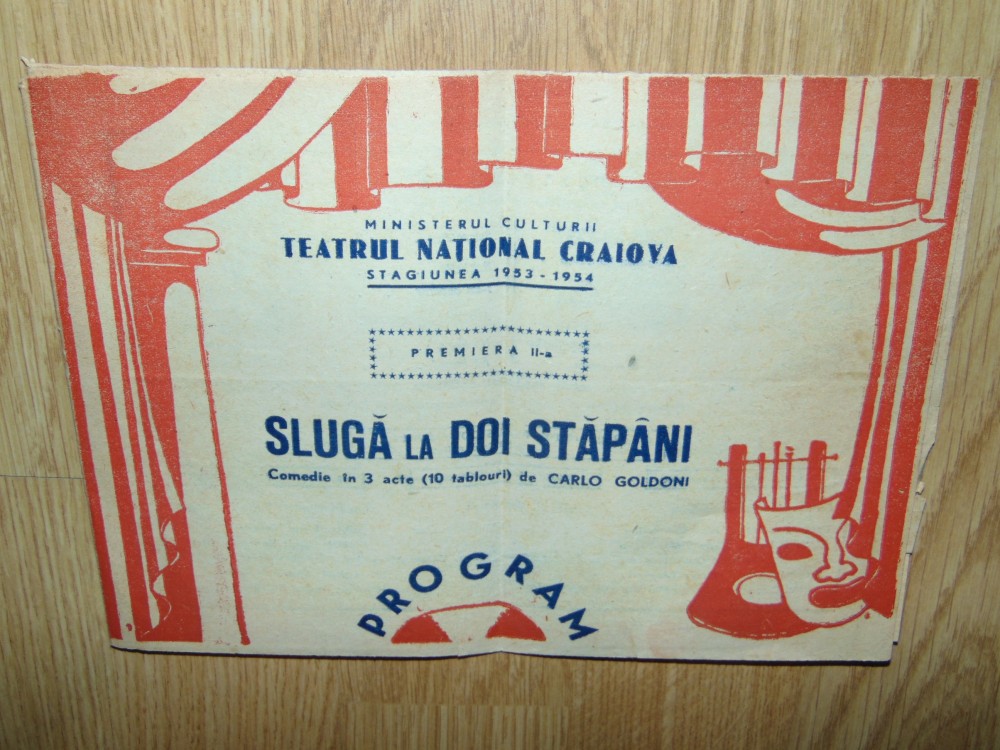 MINISTERUL CULTURII
TEATRUL NAȚIONAL CRAIOVA
STAGIUNEA 1953 - 1954
PREMIERA II-a
SLUGĂ LA DOI STĂPÂNI
Comedie în 3 acte (10 tablouri) de CARLO GOLDONI
PROGRAM